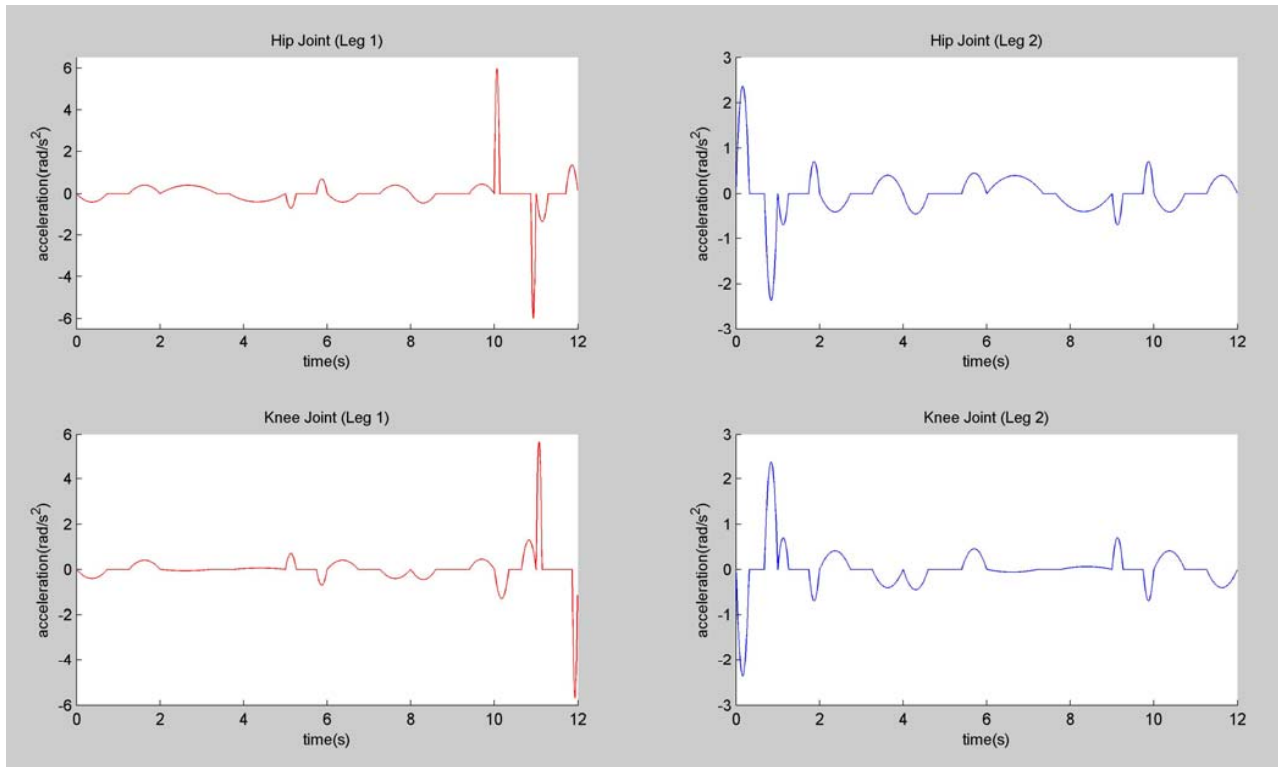 Hip Joint (Leg 1)
6
4
2
0
-2
-4
-6
acceleration(rad/s²)
0 2 4 6 8 10 12
time(s)
Hip Joint (Leg 2)
3
2
1
0
-1
-2
-3
acceleration(rad/s²)
0 2 4 6 8 10 12
time(s)
Knee Joint (Leg 1)
6
4
2
0
-2
-4
-6
acceleration(rad/s²)
0 2 4 6 8 10 12
time(s)
Knee Joint (Leg 2)
3
2
1
0
-1
-2
-3
acceleration(rad/s²)
0 2 4 6 8 10 12
time(s)